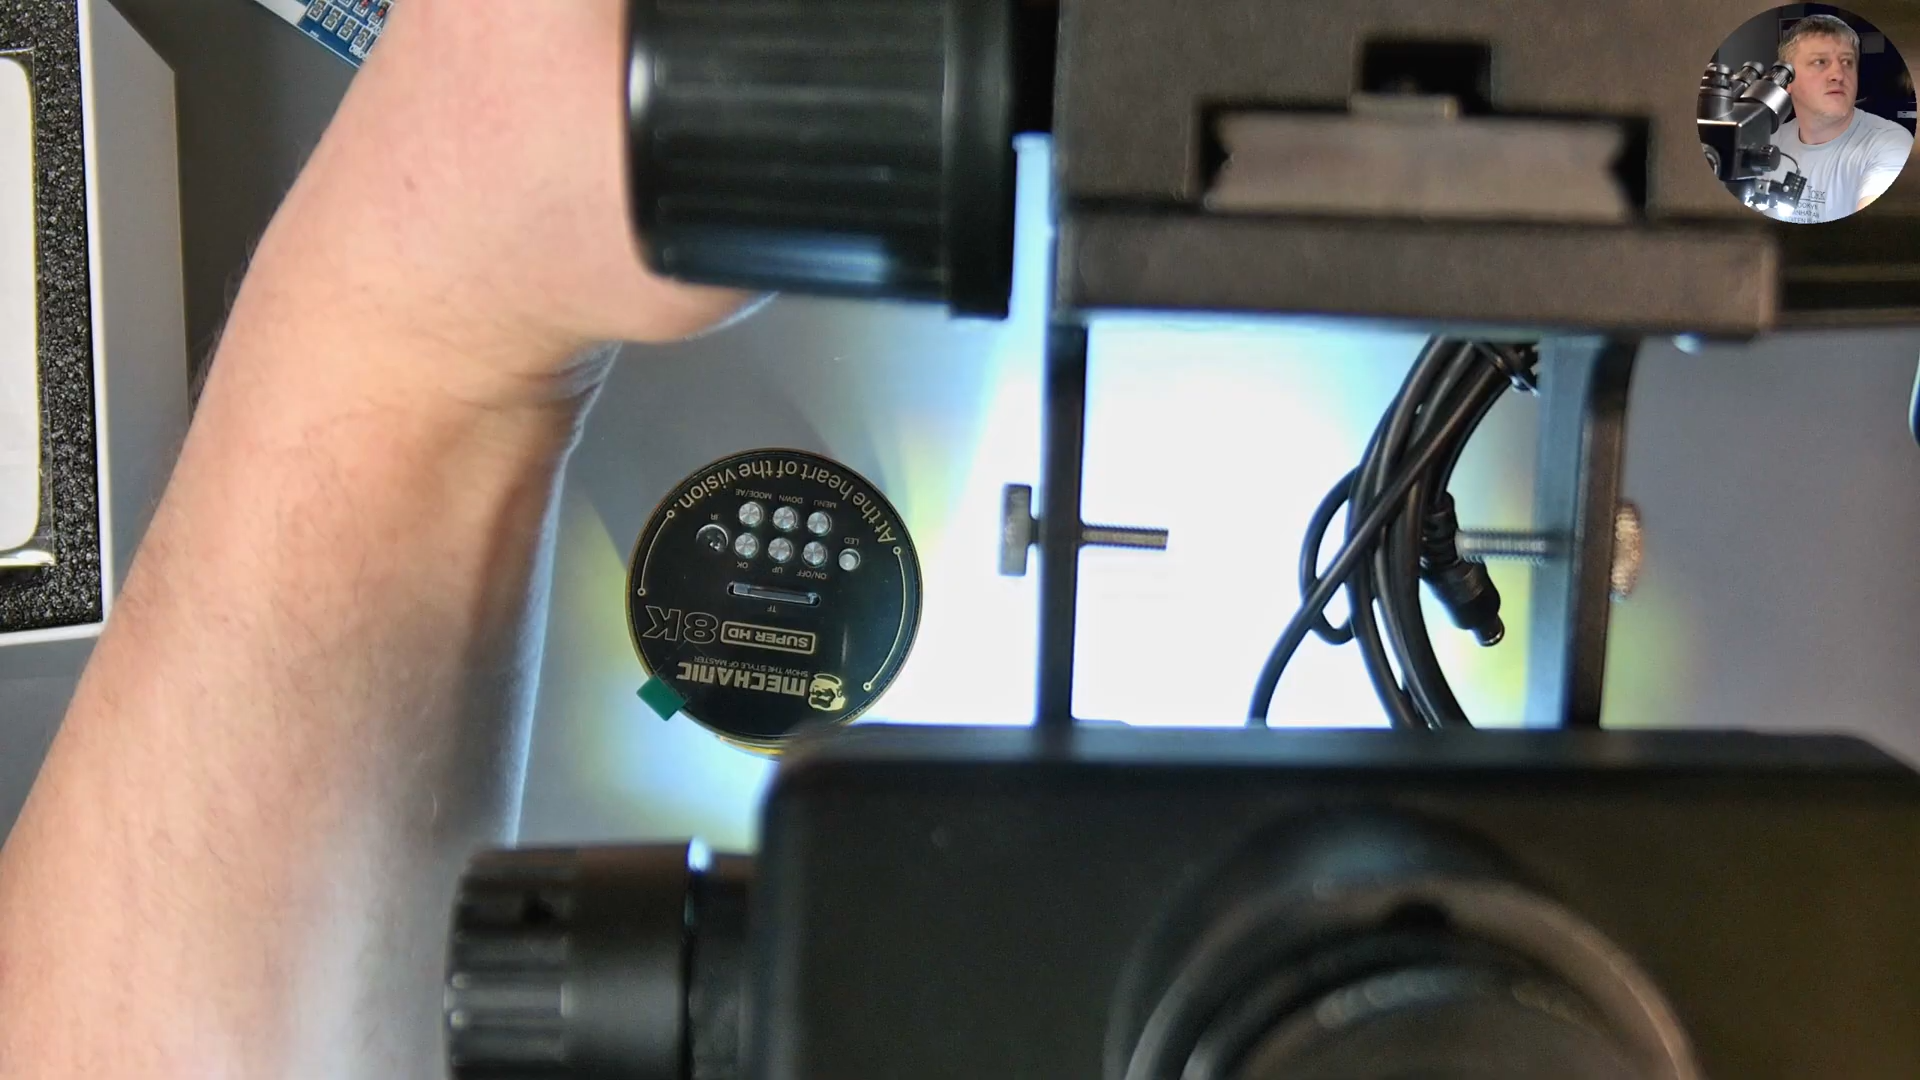 MECHANIC
SHOW THE STYLE OF MASTER
SUPER HD 8K
TF
ON/OFF UP OK
LED
IR
MENU DOWN MODE/AE
At the heart of the vision.